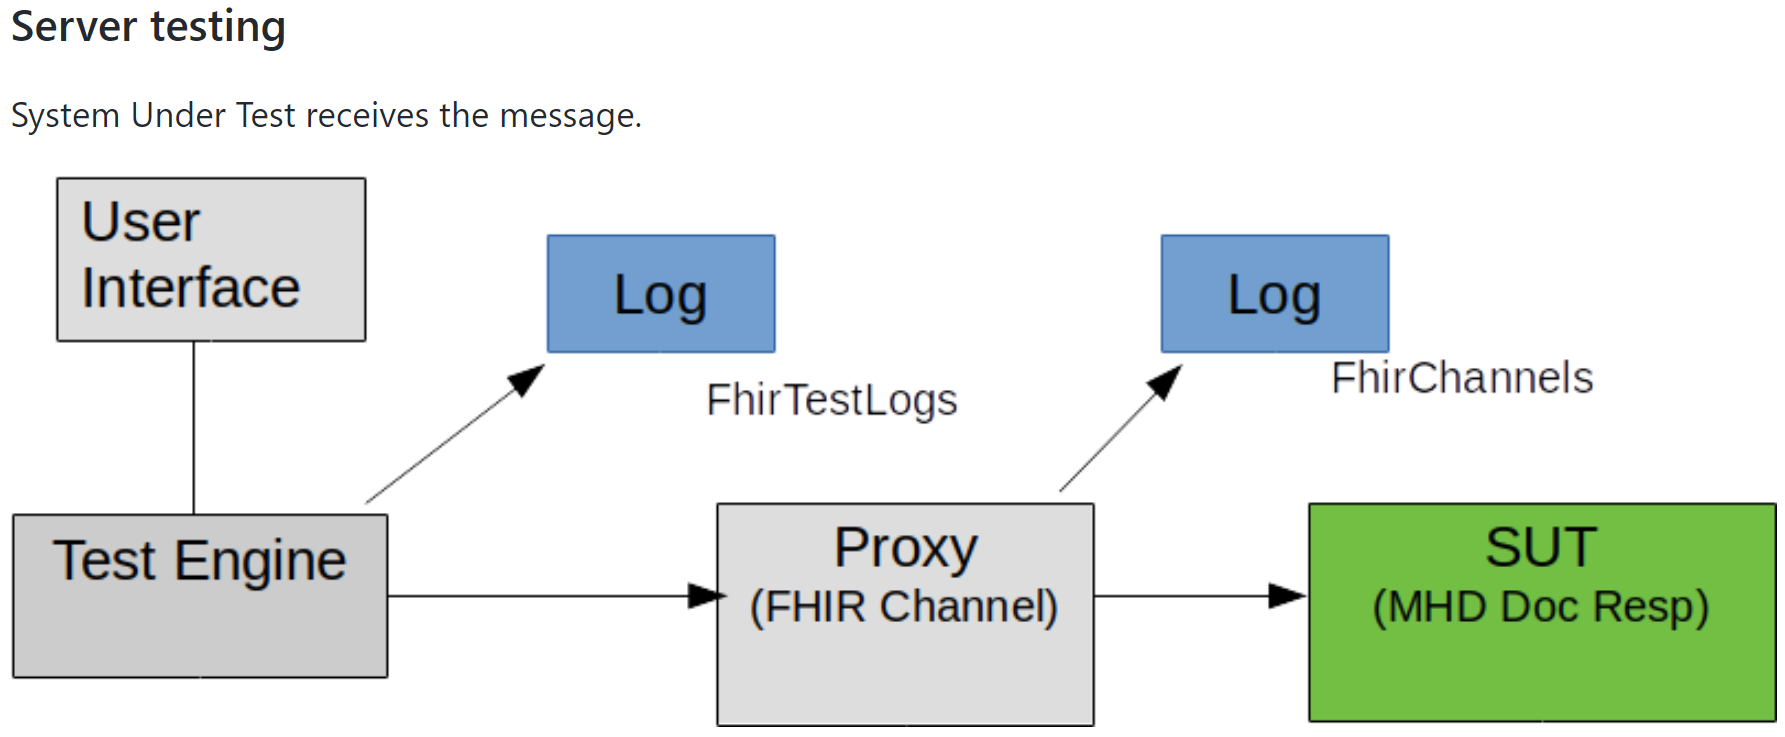 Server testing
System Under Test receives the message.
User
Interface
Log
Log
FhirTestLogs
FhirChannels
Test Engine
Proxy
(FHIR Channel)
SUT
(MHD Doc Resp)